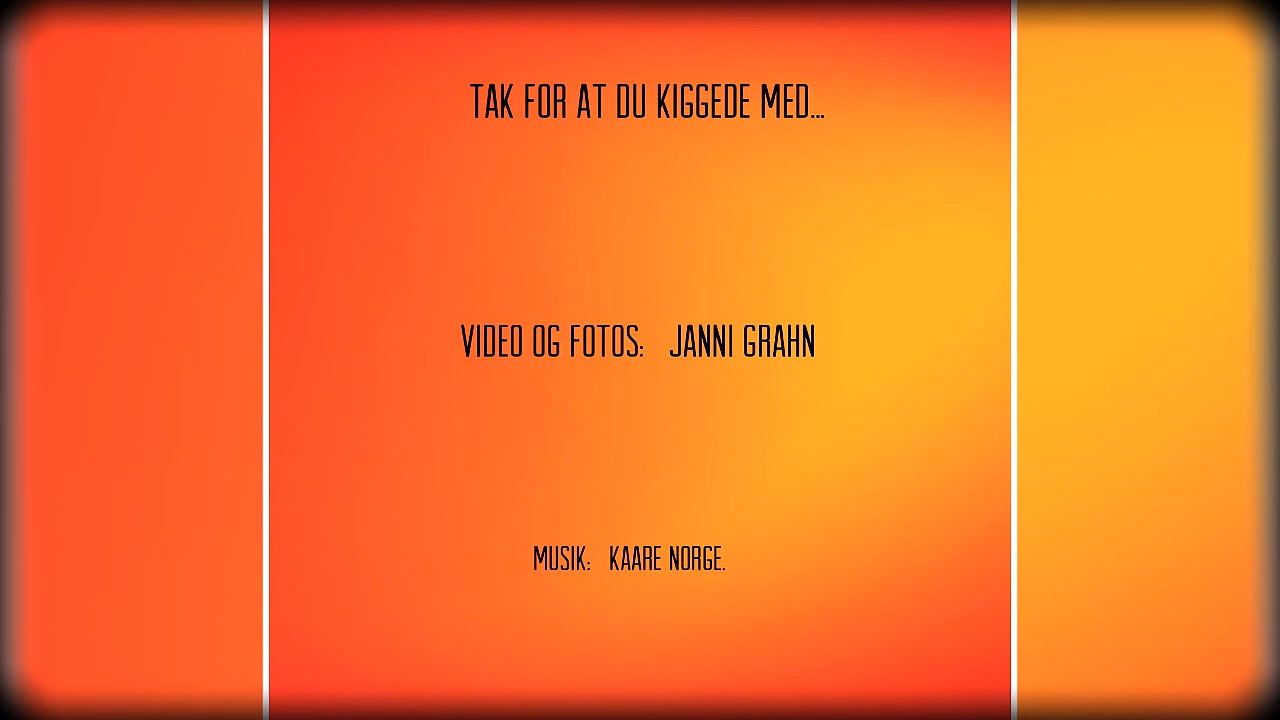 TAK FOR AT DU KIGGEDE MED...
VIDEO OG FOTOS: JANNI GRAHN
MUSIK: KAARE NORGE.